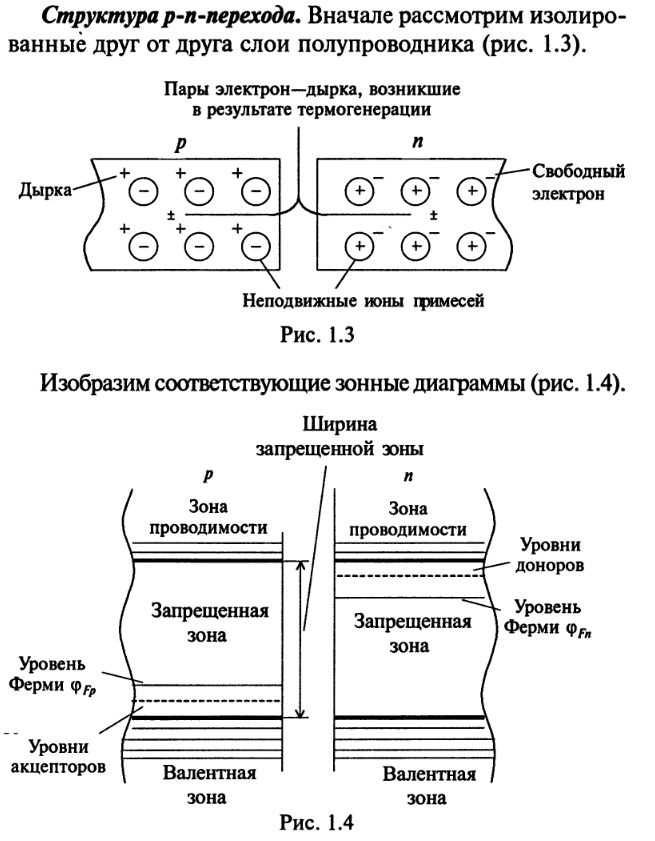 Структура p-n-перехода. Вначале рассмотрим изолиро-
ванные друг от друга слои полупроводника (рис. 1.3).
Пары электрон—дырка, возникшие
в результате термогенерации
p
n
Дырка
+ + +
− − −
±
+ + +
− − −
− − −
+ + +
±
− − −
+ + +
Свободный
электрон
Неподвижные ионы примесей
Рис. 1.3
Изобразим соответствующие зонные диаграммы (рис. 1.4).
Ширина
запрещенной зоны
p
n
Зона
проводимости
Зона
проводимости
Уровни
доноров
Запрещенная
зона
Запрещенная
зона
Уровень
Ферми φFn
Уровень
Ферми φFp
Уровни
акцепторов
Валентная
зона
Валентная
зона
Рис. 1.4